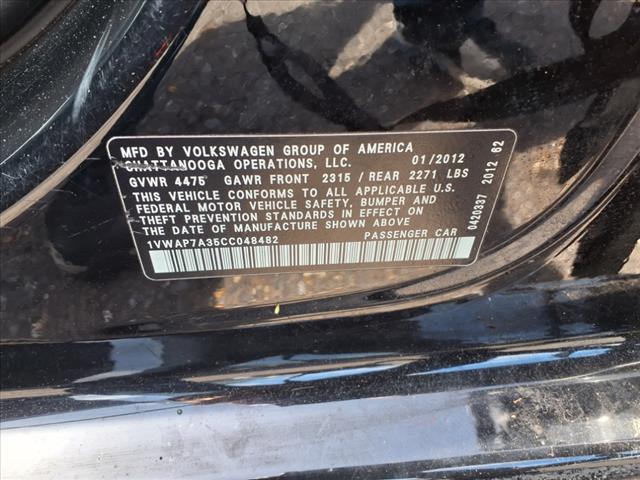 MFD BY VOLKSWAGEN GROUP OF AMERICA
CHATTANOOGA OPERATIONS, LLC. 01/2012
GVWR 4475 GAWR FRONT 2315 / REAR 2271 LBS
THIS VEHICLE CONFORMS TO ALL APPLICABLE U.S.
FEDERAL MOTOR VEHICLE SAFETY, BUMPER AND
THEFT PREVENTION STANDARDS IN EFFECT ON
THE DATE OF MANUFACTURE SHOWN ABOVE.
1VWAP7A35CC048482 PASSENGER CAR
0420337 2012 62